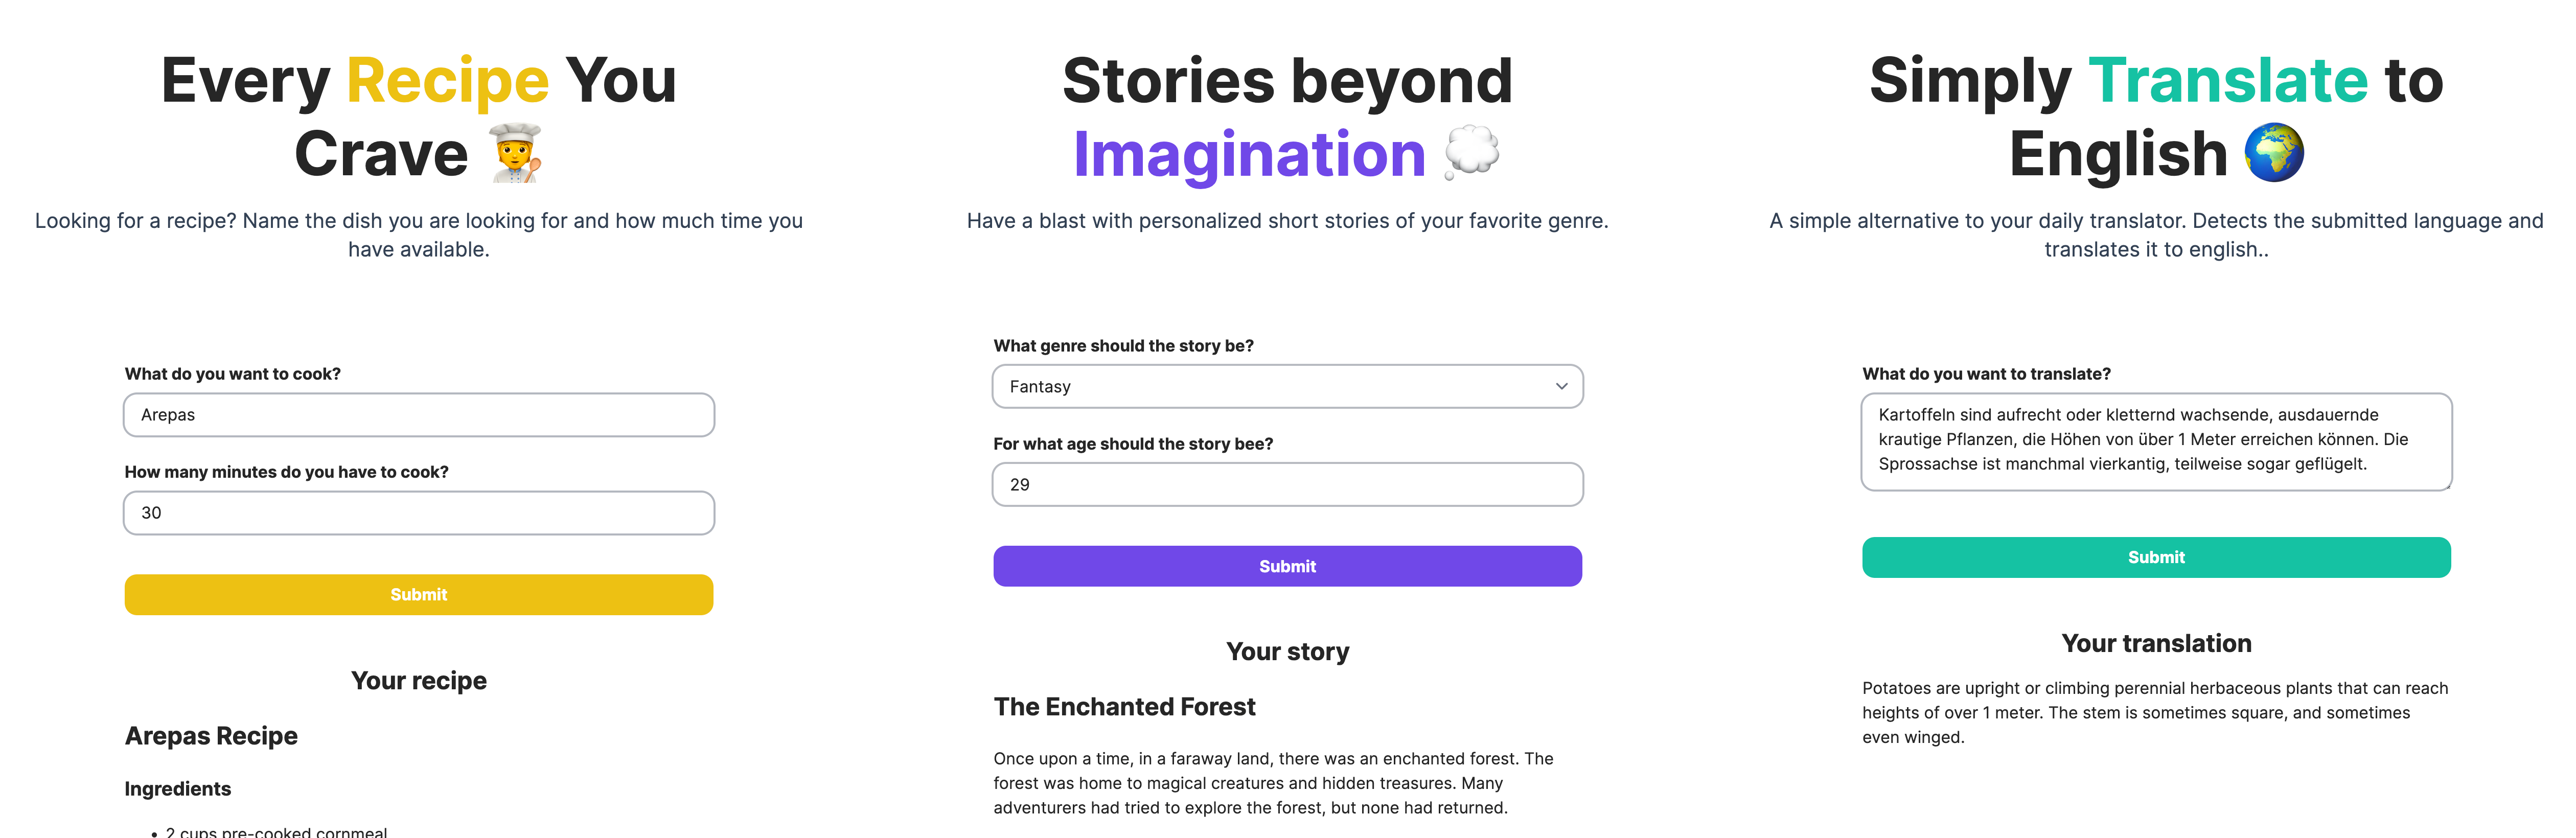 Every Recipe You
Crave
Looking for a recipe? Name the dish you are looking for and how much time you
have available.
What do you want to cook?
Arepas
How many minutes do you have to cook?
30
Submit
Your recipe
Arepas Recipe
Ingredients
• 2 cups pre-cooked cornmeal
Stories beyond
Imagination
Have a blast with personalized short stories of your favorite genre.
What genre should the story be?
Fantasy
For what age should the story bee?
29
Submit
Your story
The Enchanted Forest
Once upon a time, in a faraway land, there was an enchanted forest. The
forest was home to magical creatures and hidden treasures. Many
adventurers had tried to explore the forest, but none had returned.
Simply Translate to
English
A simple alternative to your daily translator. Detects the submitted language and
translates it to english..
What do you want to translate?
Kartoffeln sind aufrecht oder kletternd wachsende, ausdauernde
krautige Pflanzen, die Höhen von über 1 Meter erreichen können. Die
Sprossachse ist manchmal vierkantig, teilweise sogar geflügelt.
Submit
Your translation
Potatoes are upright or climbing perennial herbaceous plants that can reach
heights of over 1 meter. The stem is sometimes square, and sometimes
even winged.